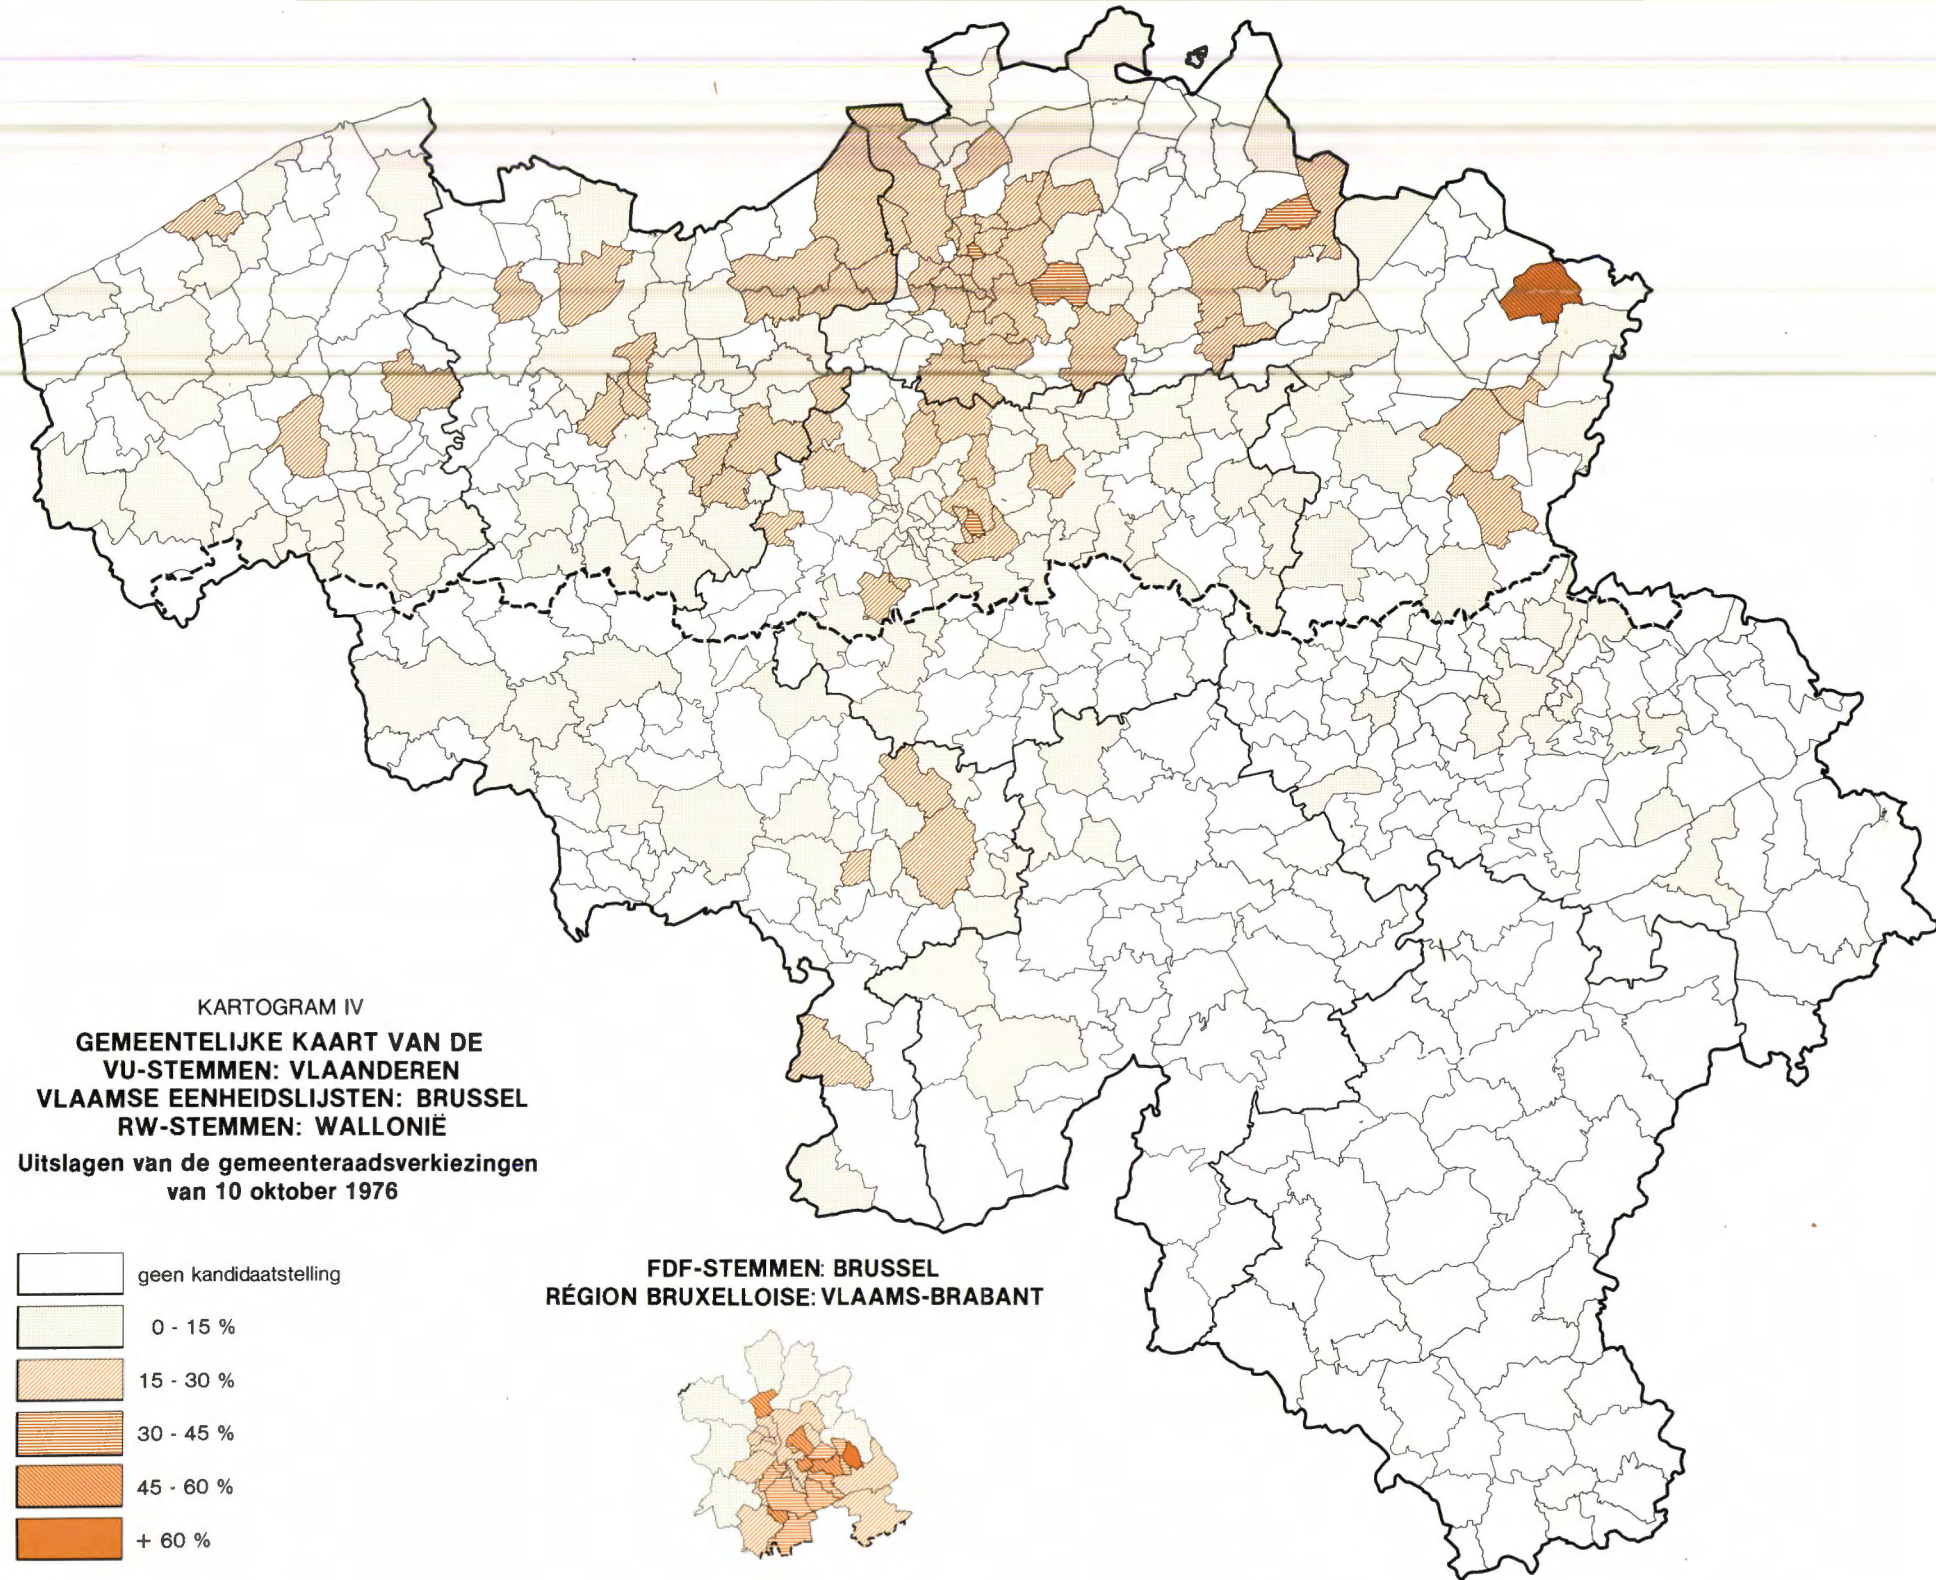 KARTOGRAM IV
GEMEENTELIJKE KAART VAN DE
VU-STEMMEN: VLAANDEREN
VLAAMSE EENHEIDSLIJSTEN: BRUSSEL
RW-STEMMEN: WALLONIË
Uitslagen van de gemeenteraadsverkiezingen
van 10 oktober 1976
geen kandidaatstelling
0 - 15 %
15 - 30 %
30 - 45 %
45 - 60 %
+ 60 %
FDF-STEMMEN: BRUSSEL
RÉGION BRUXELLOISE: VLAAMS-BRABANT